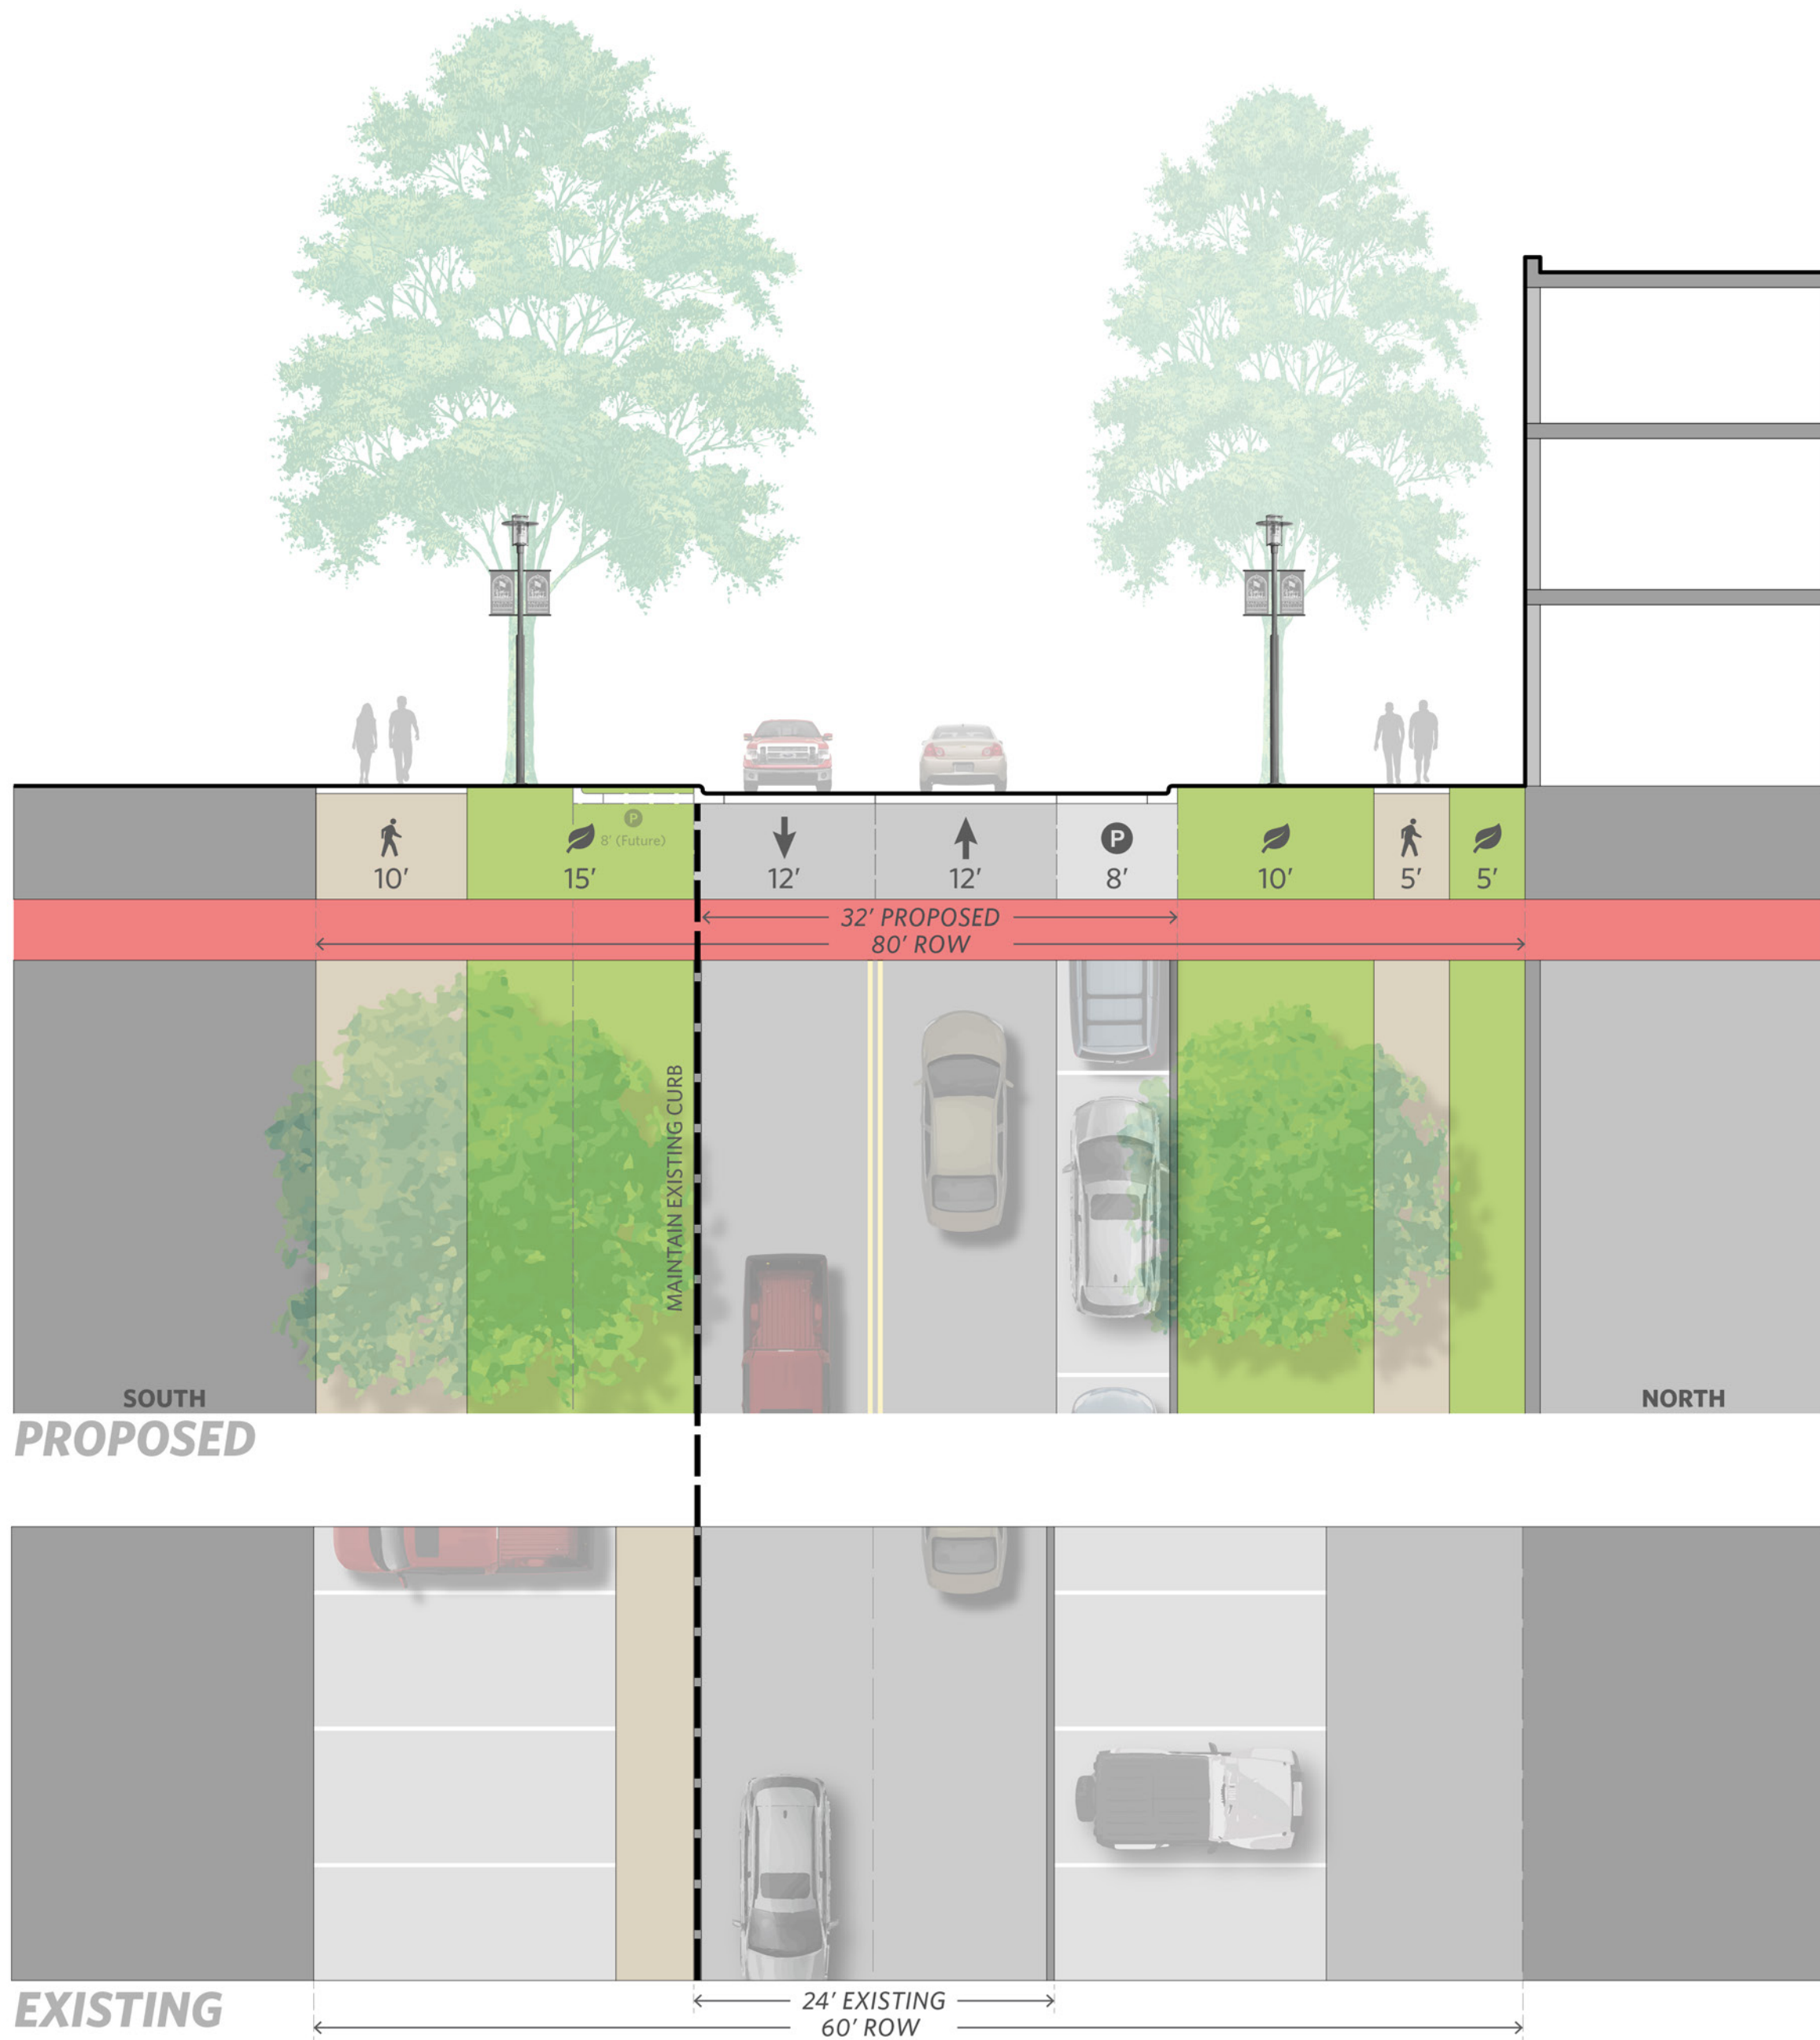 P
8' (Future)
P
10'
15'
12'
12'
8'
10'
5'
5'
32' PROPOSED
80' ROW
MAINTAIN EXISTING CURB
SOUTH
NORTH
PROPOSED
24' EXISTING
EXISTING
60' ROW